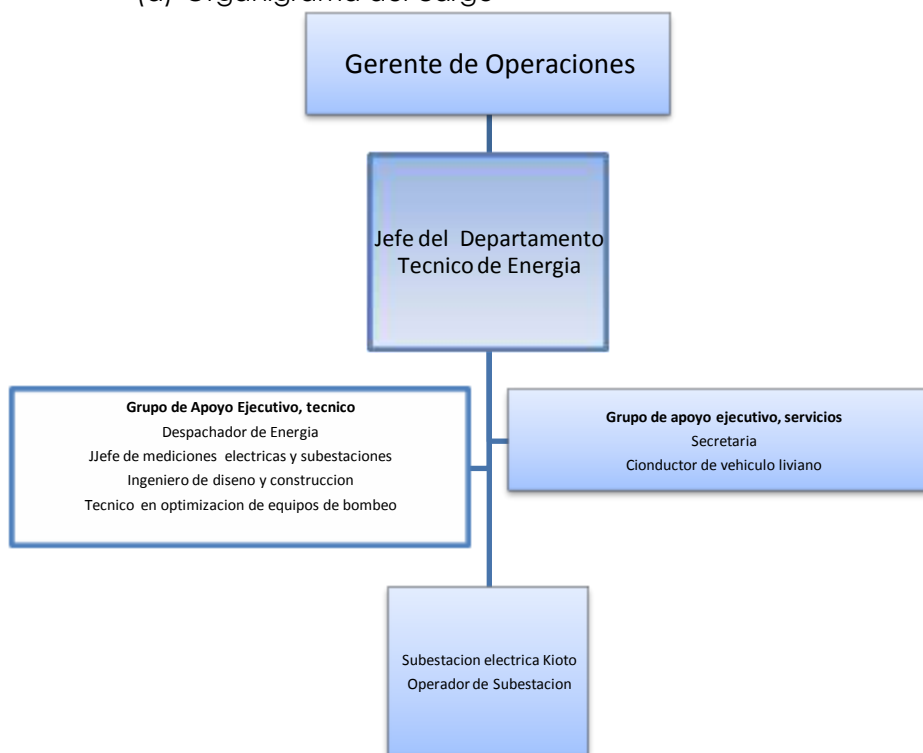 (a) Organigrama del cargo
Gerente de Operaciones
Jefe del Departamento
Tecnico de Energia
Grupo de Apoyo Ejecutivo, tecnico
Despachador de Energia
JJefe de mediciones electricas y subestaciones
Ingeniero de diseno y construccion
Tecnico en optimizacion de equipos de bombeo
Grupo de apoyo ejecutivo, servicios
Secretaria
Cionductor de vehiculo liviano
Subestacion electrica Kioto
Operador de Subestacion